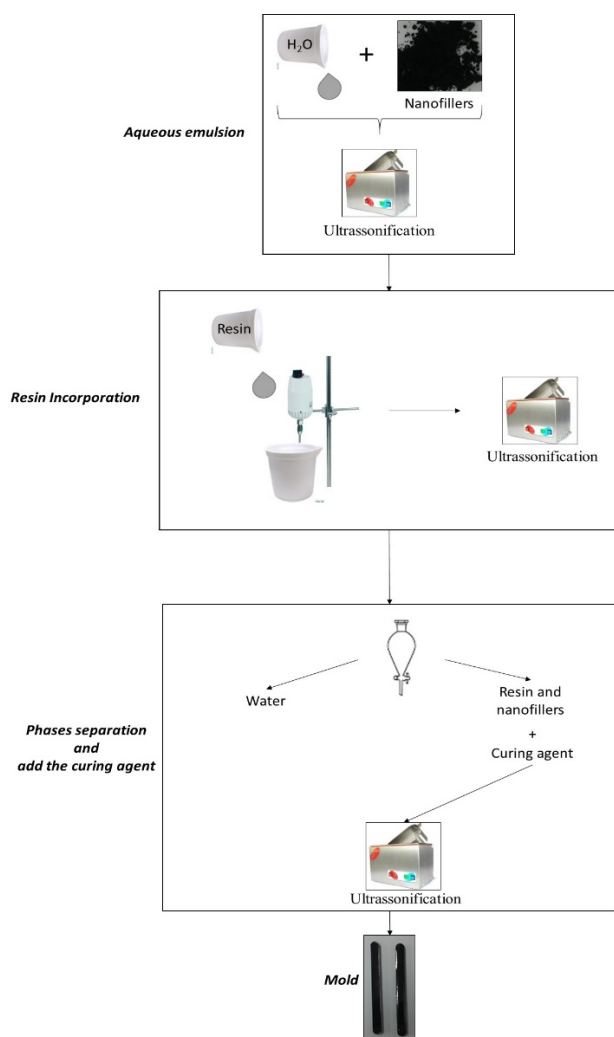 H₂O
+
Nanofillers
Aqueous emulsion
Ultrassonification
Resin
Resin Incorporation
Ultrassonification
Water
Resin and
nanofillers
+
Curing agent
Phases separation
and
add the curing agent
Ultrassonification
Mold